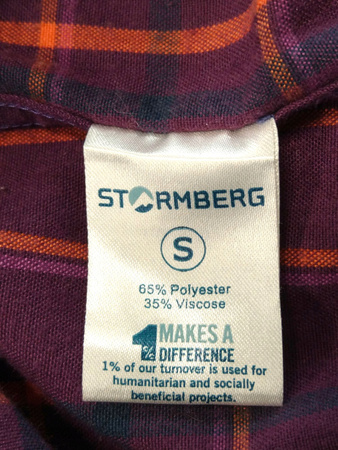 STORMBERG
S
65% Polyester
35% Viscose
1% MAKES A
DIFFERENCE
1% of our turnover is used for
humanitarian and socially
beneficial projects.